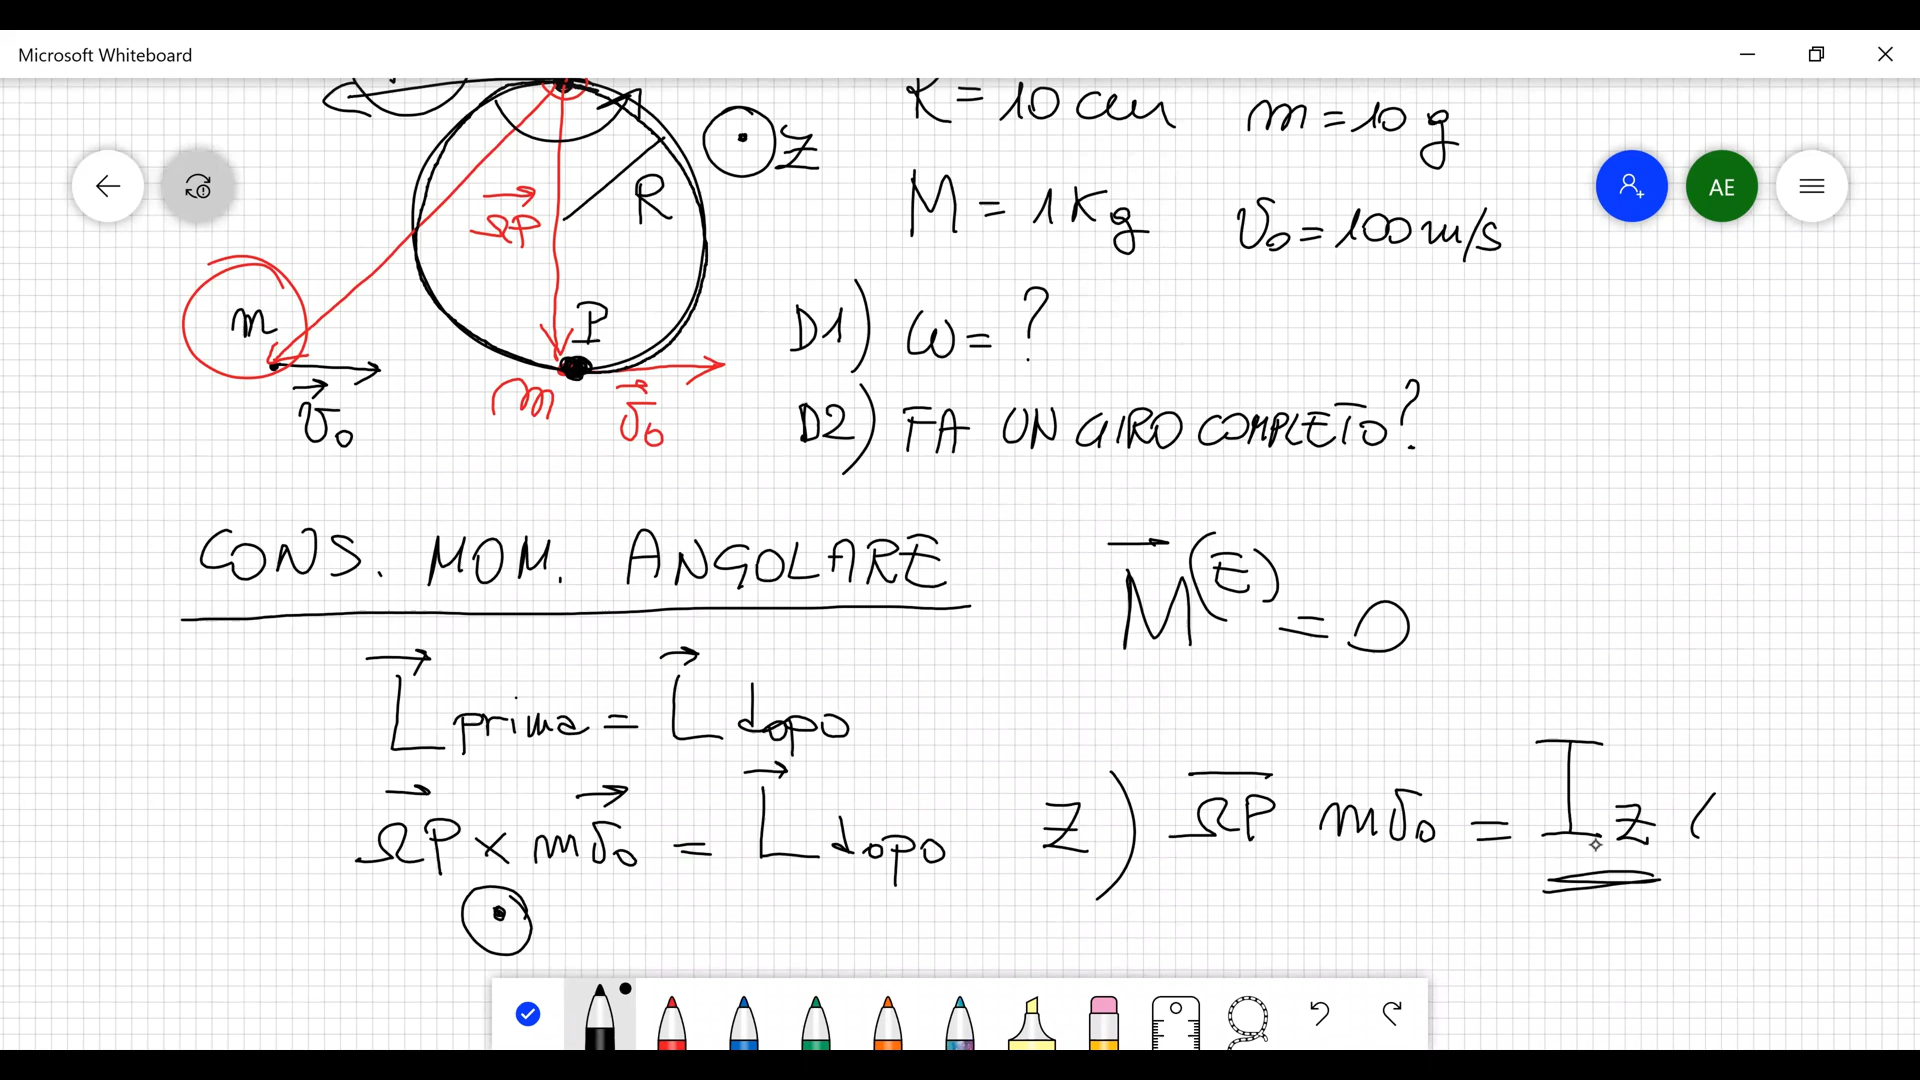 Microsoft Whiteboard
R = 10 cm m = 10 g
Z
R
M = 1 Kg v₀ = 100 m/s
AE
ΩP
m
P
D1) ω = ?
v₀
m v₀
D2) FA UN GIRO COMPLETO?
CONS. MOM. ANGOLARE
M(E) = 0
L prima = L dopo
ΩP × mv₀ = L dopo
Z) ΩP mv₀ = Iz (